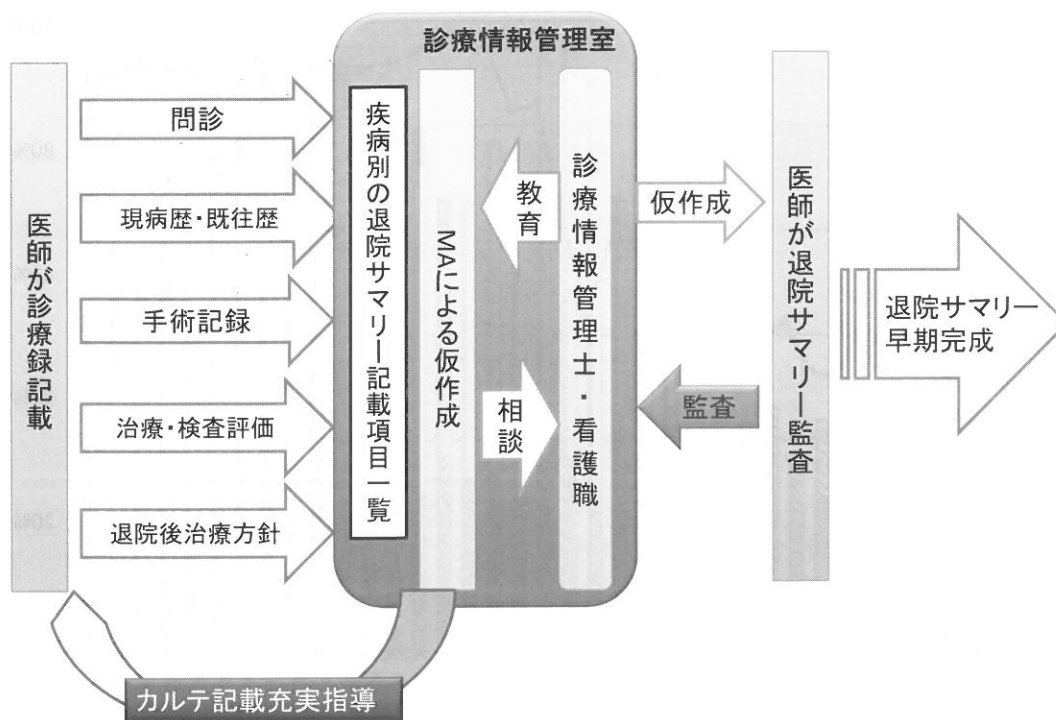 診療情報管理室
医師が診療録記載
問診
現病歴・既往歴
手術記録
治療・検査評価
退院後治療方針
疾病別の退院サマリー記載項目一覧
MAによる仮作成
教育
相談
診療情報管理士・看護職
仮作成
監査
医師が退院サマリー監査
退院サマリー
早期完成
カルテ記載充実指導
80%
20%